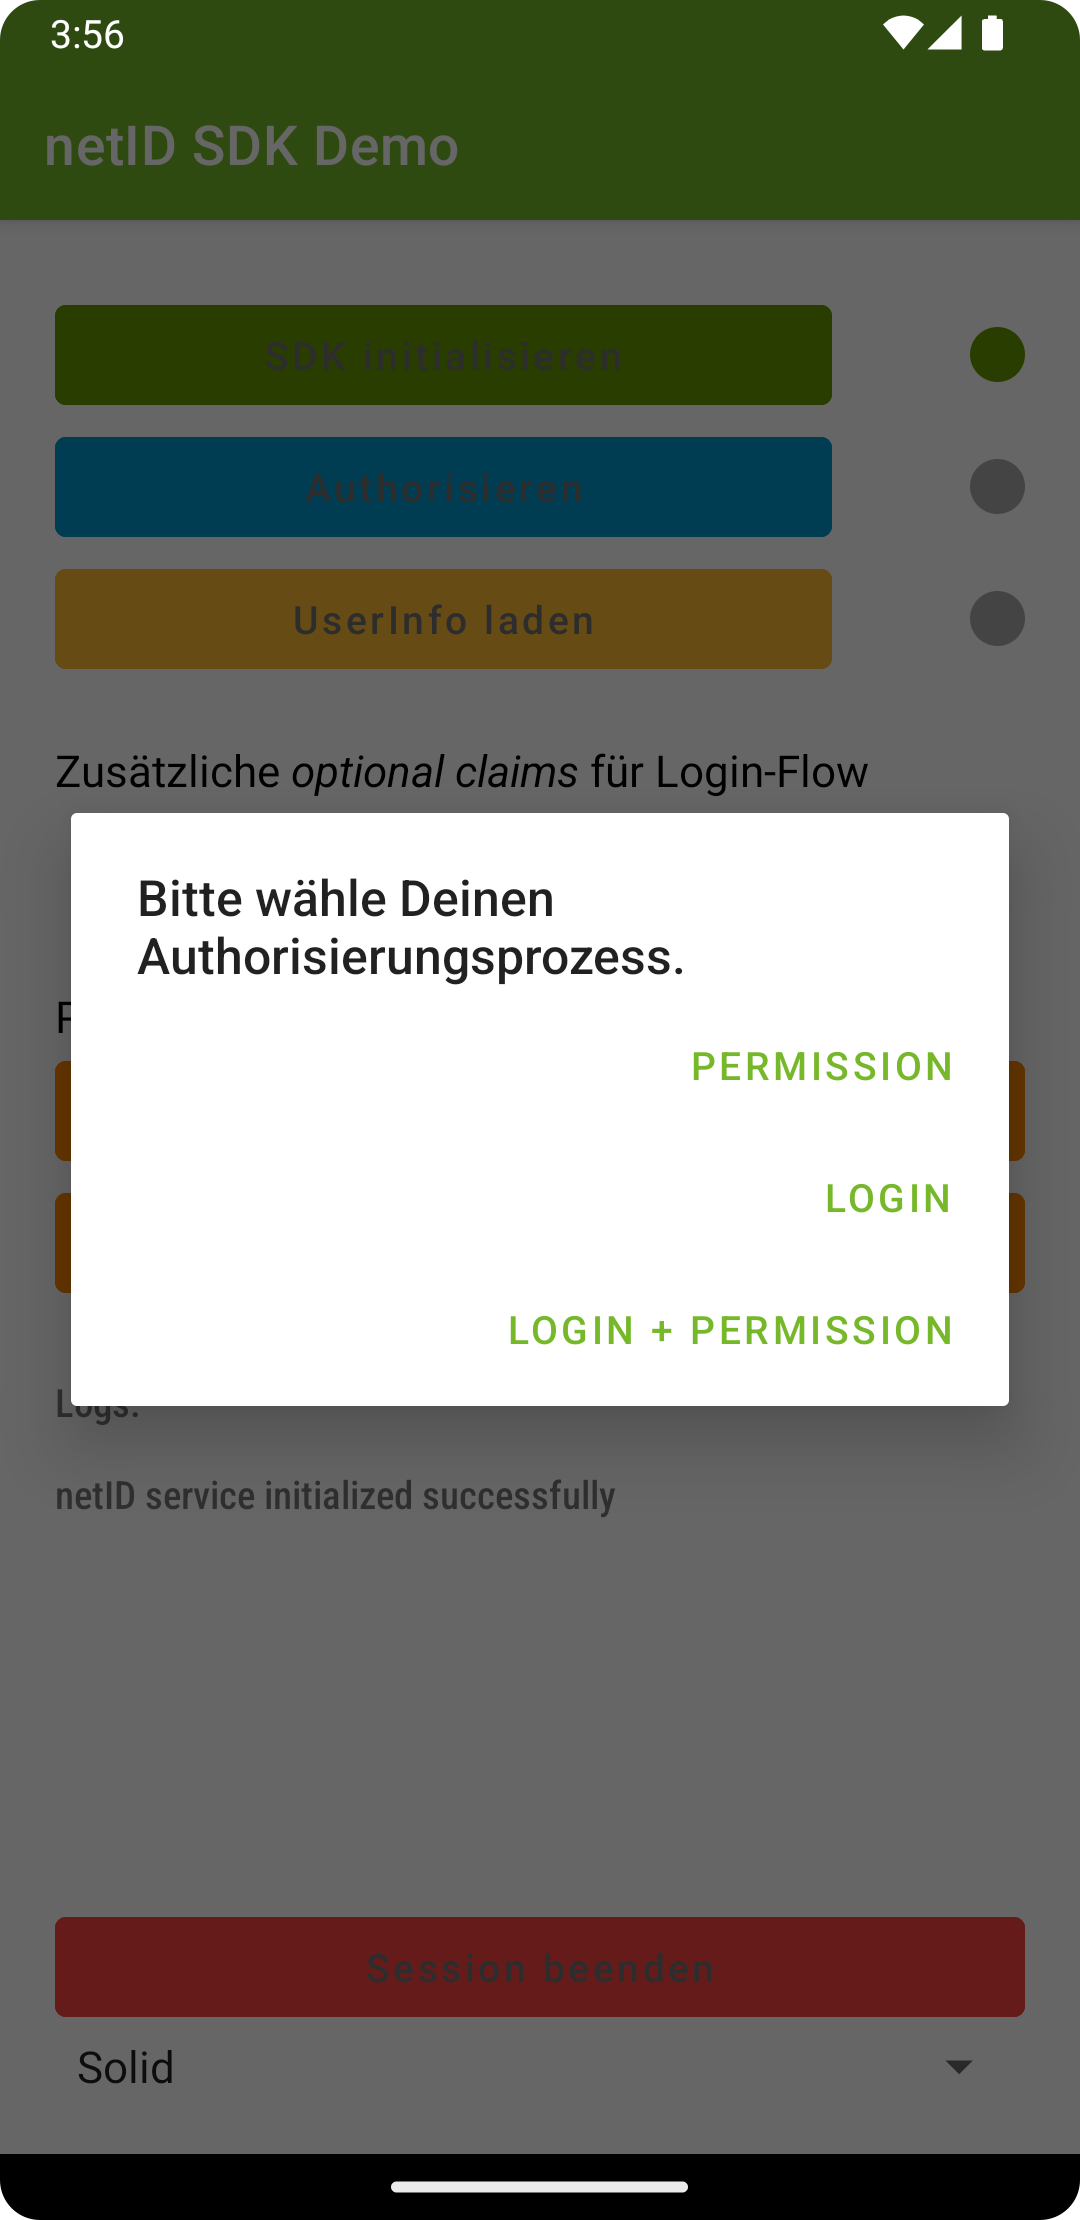 3:56
netID SDK Demo
SDK initialisieren
Authorisieren
UserInfo laden
Zusätzliche optional claims für Login-Flow
Bitte wähle Deinen
Authorisierungsprozess.
PERMISSION
LOGIN
LOGIN + PERMISSION
Logs:
netID service initialized successfully
Session beenden
Solid